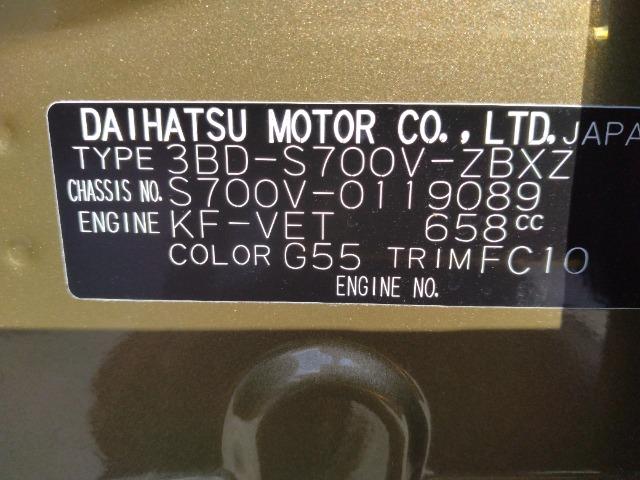 DAIHATSU MOTOR CO.,LTD. JAPA
TYPE 3BD-S700V-ZBXZ
CHASSIS NO. S700V-0119089
ENGINE KF-VET 658cc
COLOR G55 TRIM FC10
ENGINE NO.